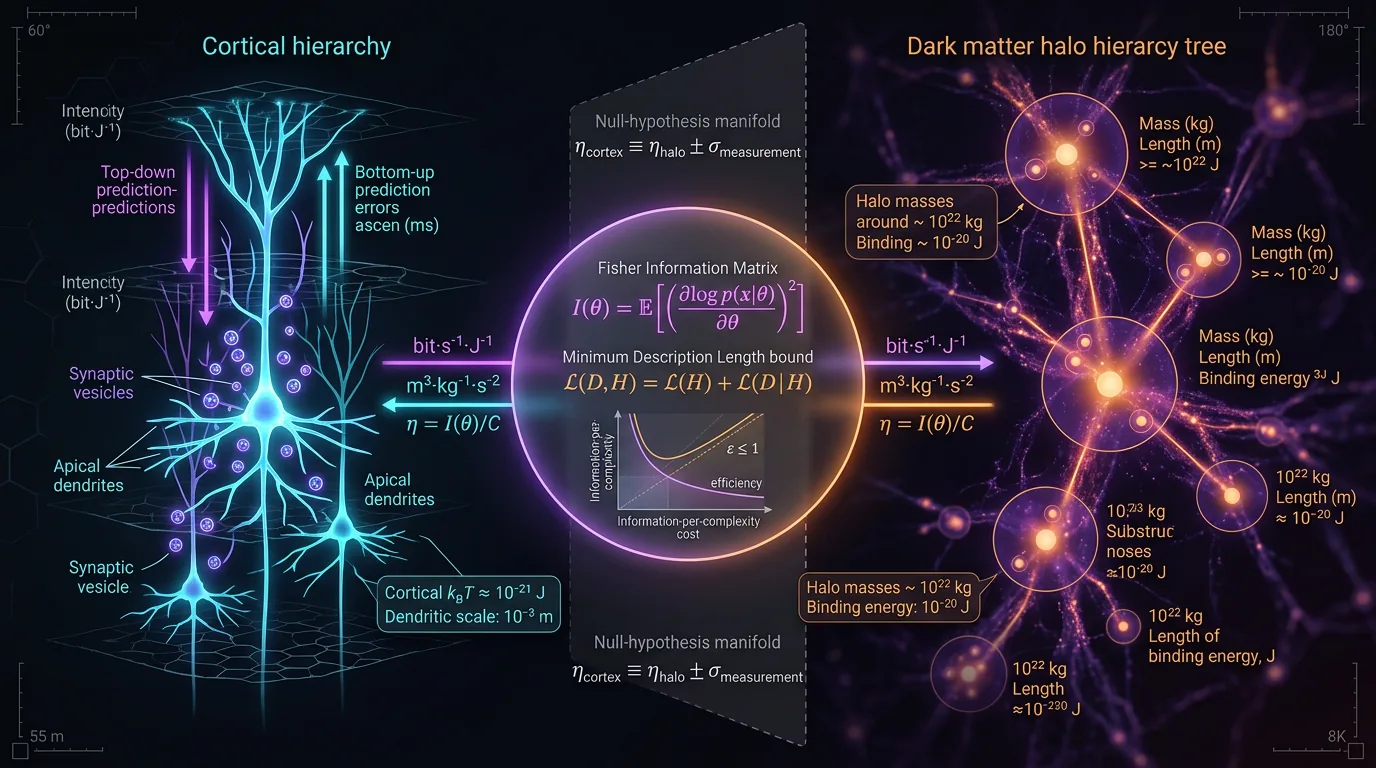 60°
180°
Cortical hierarchy
Intencity
(bit·J⁻¹)
Top-down
prediction-
predictions
Bottom-up
prediction
errors
ascen (ms)
Intencity
(bit·J⁻¹)
Synaptic
vesicles
Apical
dendrites
Apical
dendrites
Synaptic
vesicle
Cortical k_BT ≈ 10⁻²¹ J
Dendritic scale: 10⁻³ m
55 m
Null-hypothesis manifold
η_cortex ≡ η_halo ± σ_measurement
Fisher Information Matrix
I(θ) = 𝔼[(∂log p(x|θ)/∂θ)²]
Minimum Description Length bound
ℒ(D, H) = ℒ(H) + ℒ(D|H)
ε ≤ 1
efficiency
Information-per-complexity
cost
bit·s⁻¹·J⁻¹
m³·kg⁻¹·s⁻²
η = I(θ)/C
bit·s⁻¹·J⁻¹
m³·kg⁻¹·s⁻²
η = I(θ)/C
Null-hypothesis manifold
η_cortex ≡ η_halo ± σ_measurement
Dark matter halo hierarcy tree
Mass (kg)
Length (m)
>= ~10²² J
Halo masses
around ~ 10²² kg
Binding ~ 10⁻²⁰ J
Mass (kg)
Length (m)
>= ~ 10⁻²⁰ J
Mass (kg)
Length (m)
Binding energy ³ᴶ J
10²² kg
Length (m)
≈ 10⁻²⁰ J
kg
Substruc
noses
≈10⁻²⁰ J
Halo masses ~ 10²² kg
Binding energy: 10⁻²⁰ J
10²² kg
Length of
binding energy, J
10²² kg
Length
≈10⁻²³⁰ J
8K